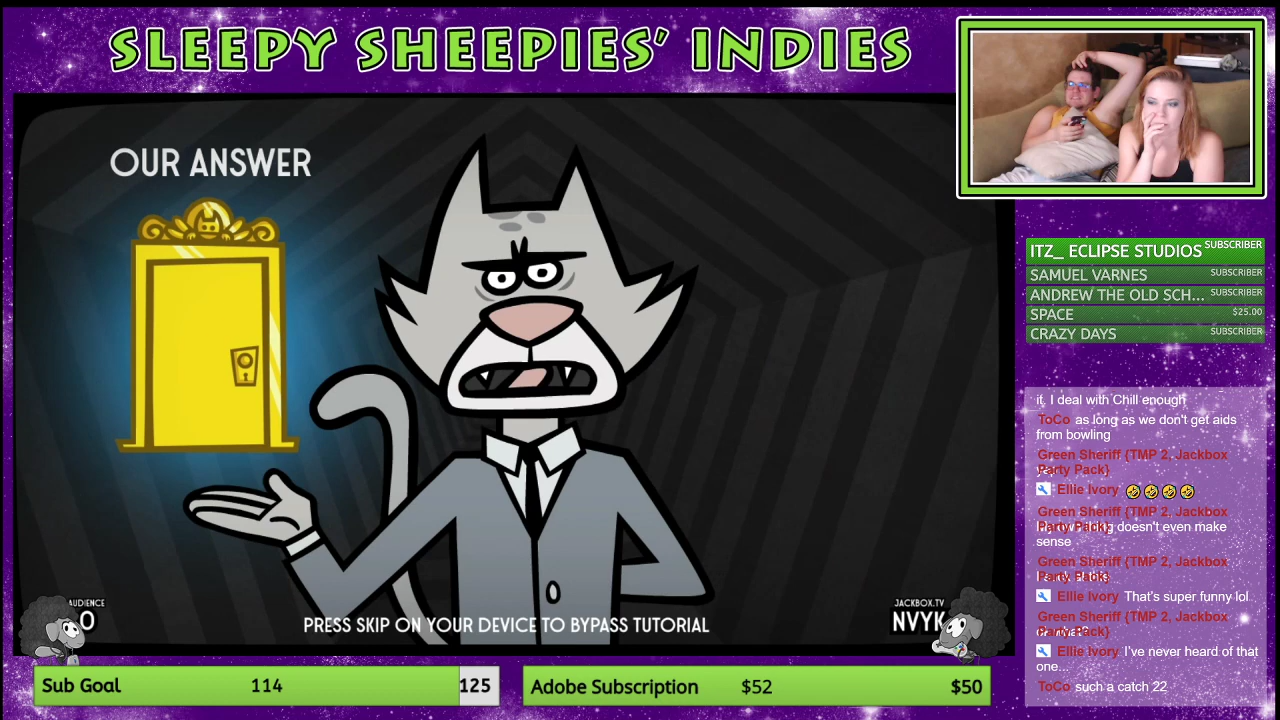 SLEEPY SHEEPIES' INDIES
OUR ANSWER
PRESS SKIP ON YOUR DEVICE TO BYPASS TUTORIAL
AUDIENCE
0
JACKBOX.TV
NVYK
Sub Goal 114 125
Adobe Subscription $52 $50
ITZ_ ECLIPSE STUDIOS SUBSCRIBER
SAMUEL VARNES SUBSCRIBER
ANDREW THE OLD SCH... SUBSCRIBER
SPACE $25.00
CRAZY DAYS SUBSCRIBER
it, I deal with Chill enough
ToCo as long as we don't get aids
from bowling
Green Sheriff {TMP 2, Jackbox
Party Pack}
Ellie Ivory
Green Sheriff {TMP 2, Jackbox
Party Pack}
doesn't even make
sense
Green Sheriff {TMP 2, Jackbox
Party Pack}
Ellie Ivory That's super funny lol
Green Sheriff {TMP 2, Jackbox
Party Pack}
Ellie Ivory I've never heard of that
one...
ToCo such a catch 22